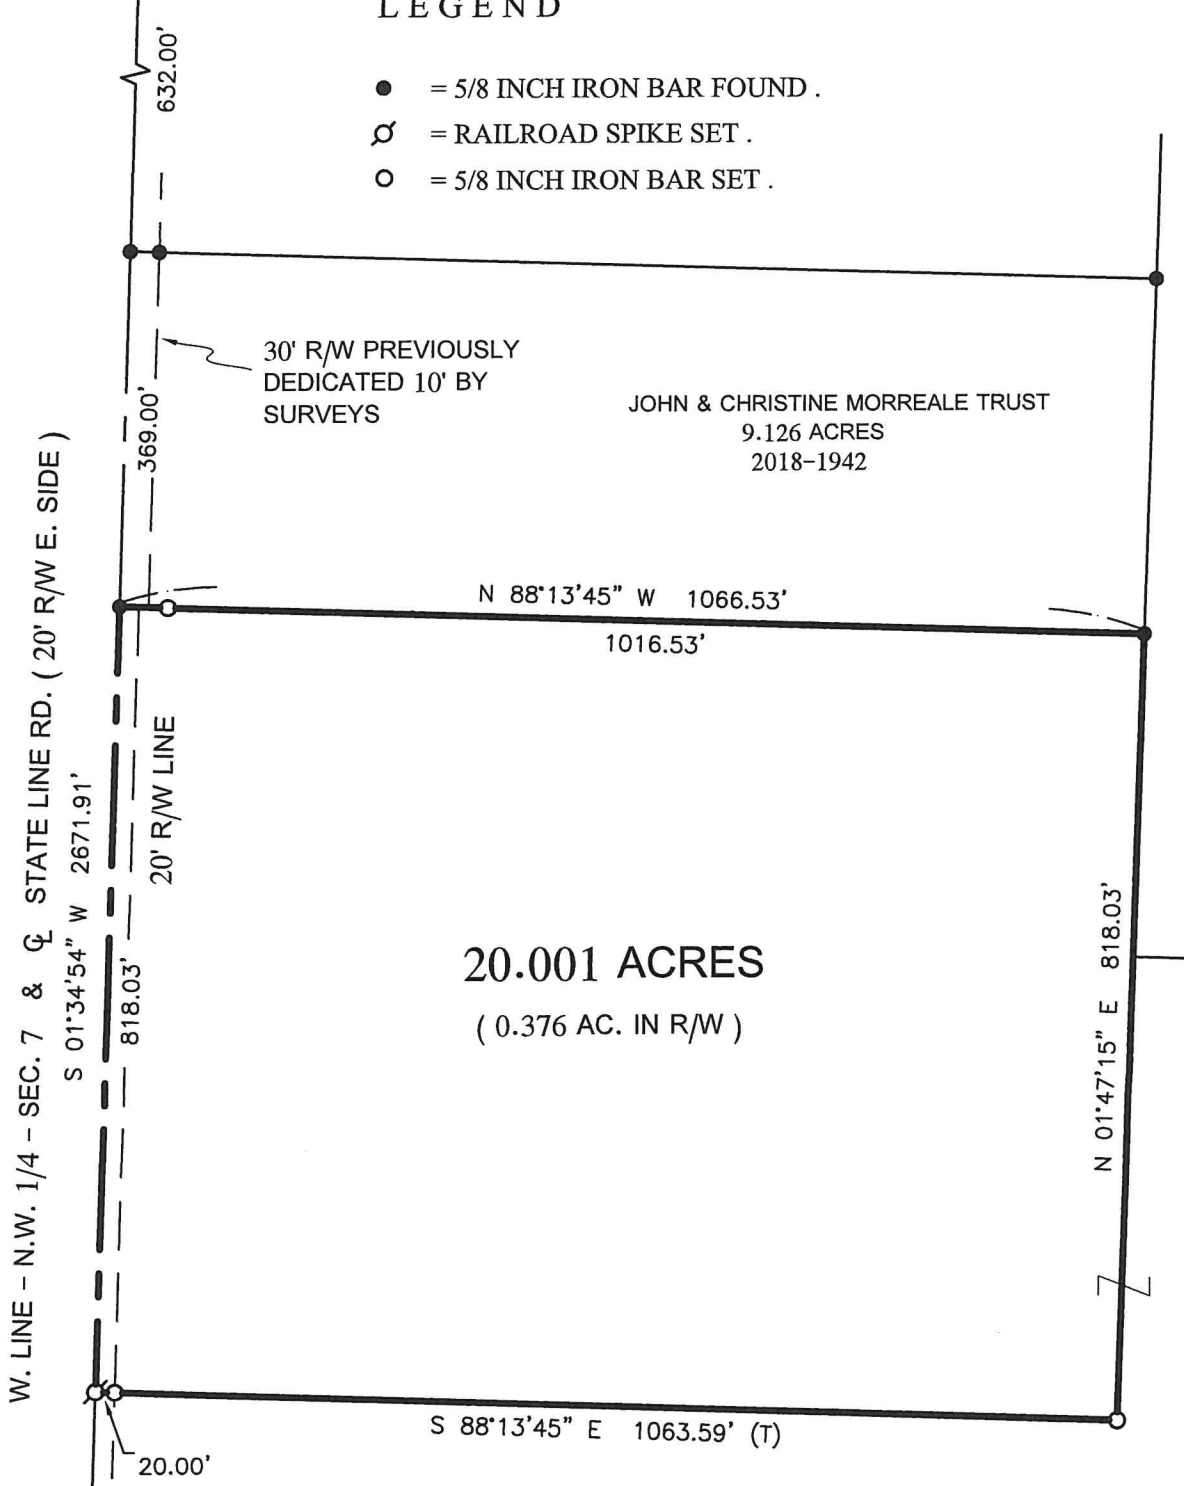 LEGEND
632.00'
= 5/8 INCH IRON BAR FOUND .
= RAILROAD SPIKE SET .
= 5/8 INCH IRON BAR SET .
30' R/W PREVIOUSLY
DEDICATED 10' BY
SURVEYS
369.00'
JOHN & CHRISTINE MORREALE TRUST
9.126 ACRES
2018-1942
N 88°13'45" W 1066.53'
1016.53'
W. LINE - N.W. 1/4 - SEC. 7 & ℄ STATE LINE RD. ( 20' R/W E. SIDE )
S 01°34'54" W 2671.91'
818.03'
20' R/W LINE
20.001 ACRES
( 0.376 AC. IN R/W )
N 01°47'15" E 818.03'
S 88°13'45" E 1063.59' (T)
20.00'